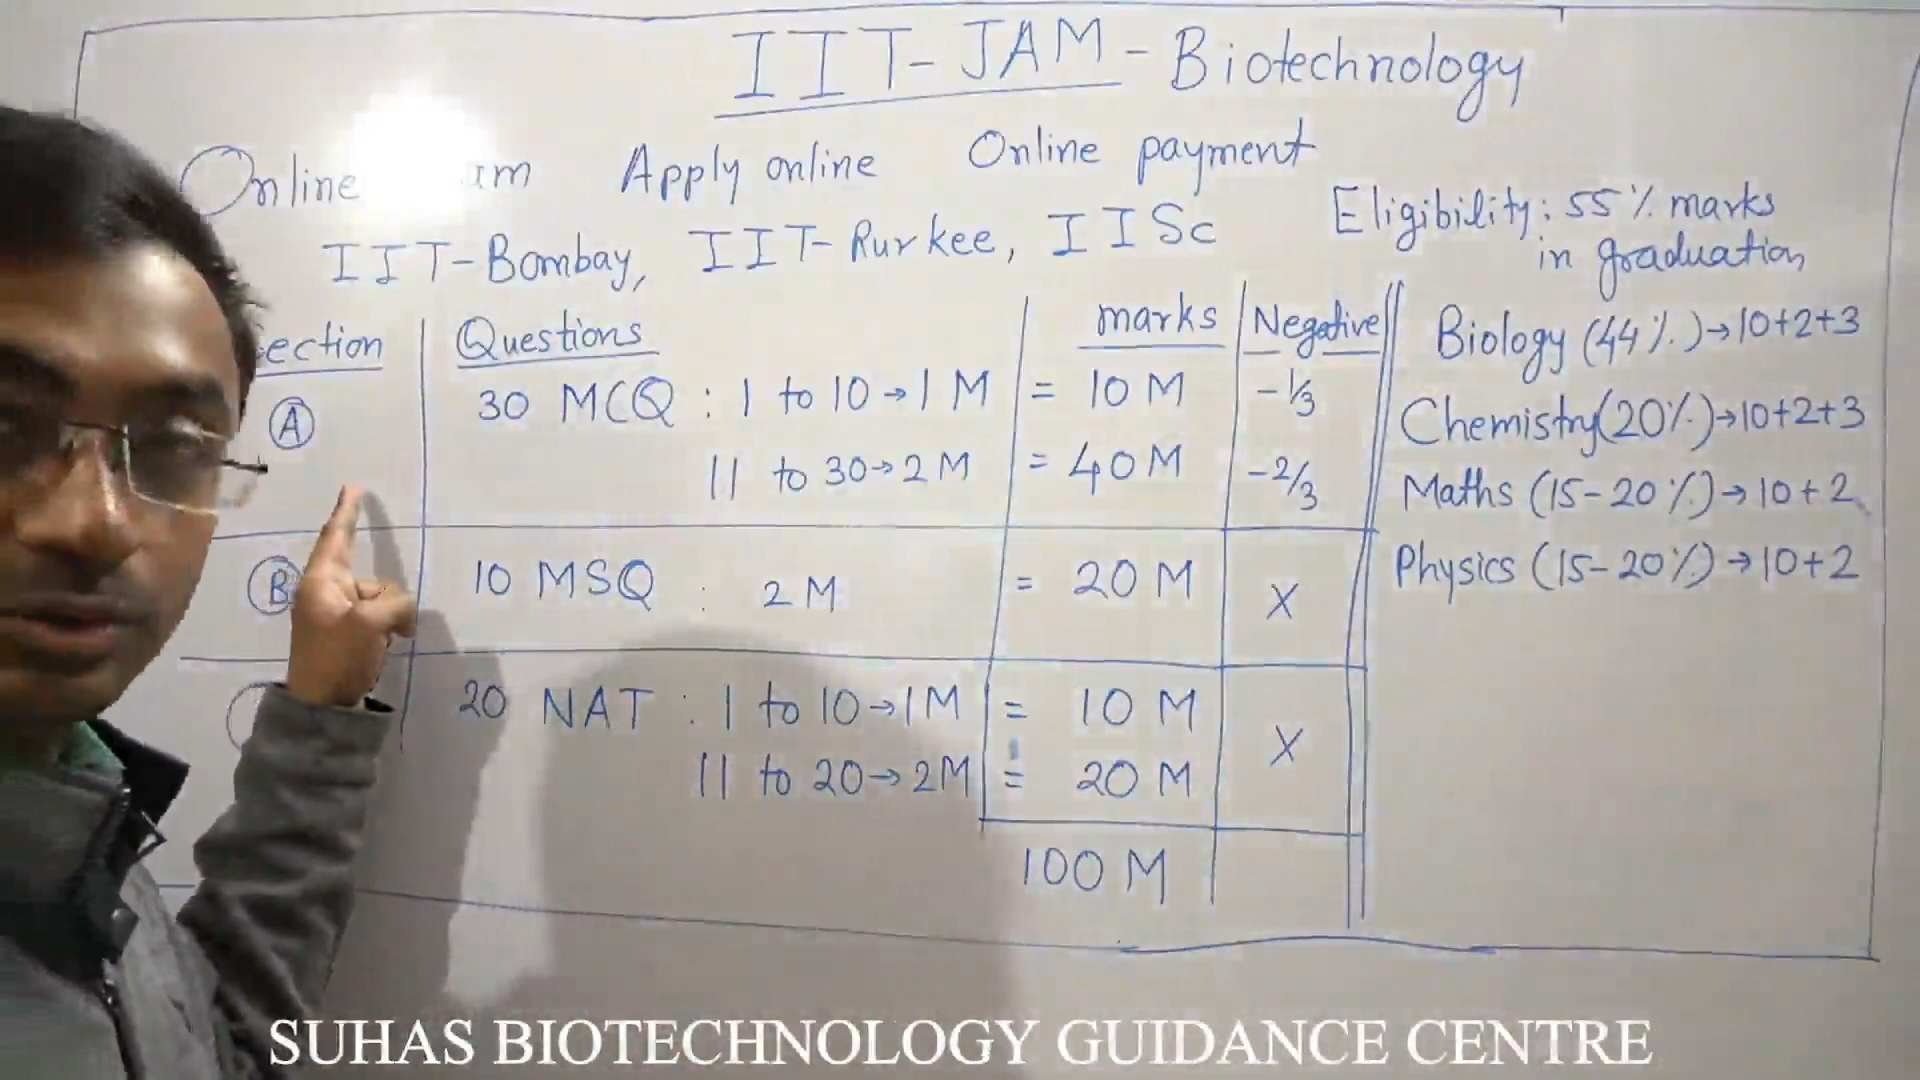 IIT-JAM-Biotechnology
Online am Apply online Online payment
IIT-Bombay, IIT-Rurkee, IISc
Eligibility: 55% marks
in graduation,
ection Questions marks Negative
A 30 MCQ : 1 to 10→1 M = 10 M -1/3
11 to 30→2 M = 40 M -2/3
B 10 MSQ : 2 M = 20 M X
20 NAT : 1 to 10→1M = 10 M X
11 to 20→2M = 20 M
100 M
Biology (44%)→10+2+3
Chemistry(20%)→10+2+3
Maths (15-20%)→10+2
Physics (15-20%)→10+2
SUHAS BIOTECHNOLOGY GUIDANCE CENTRE